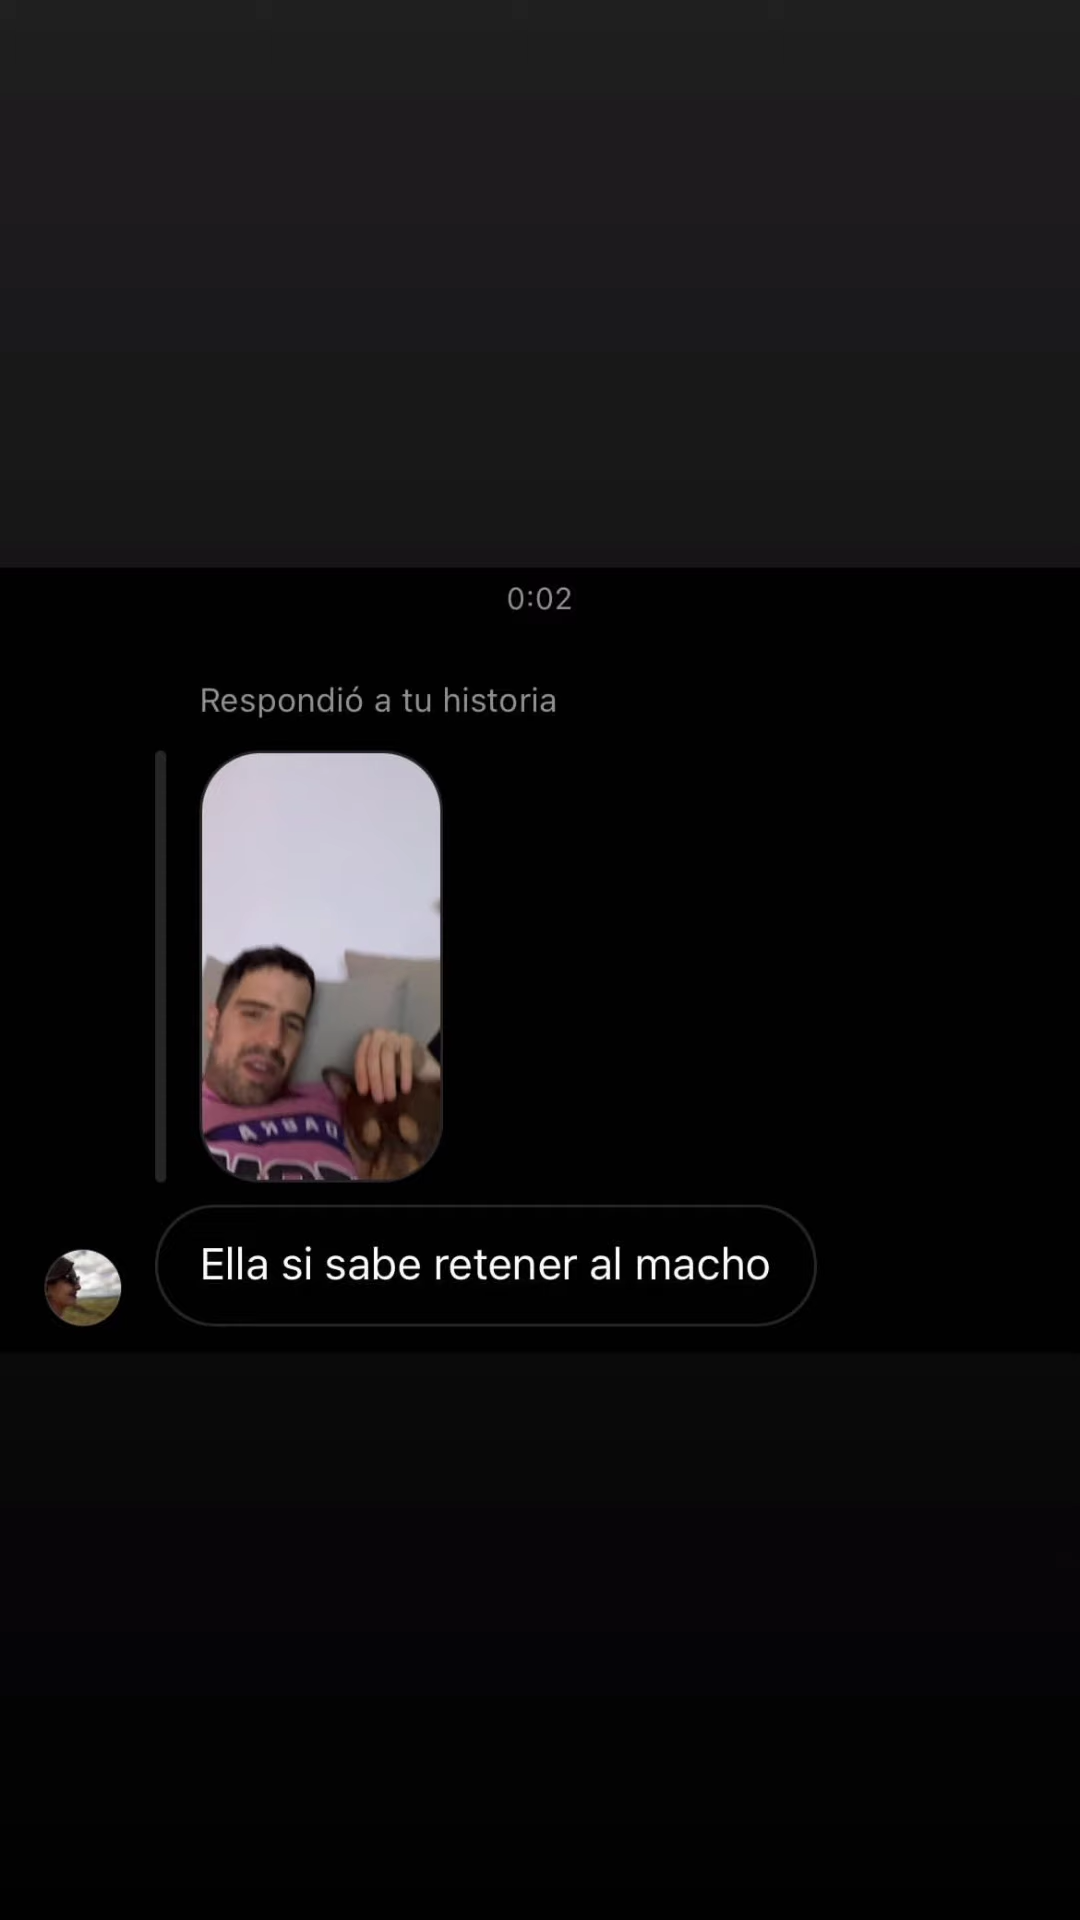 0:02
Respondió a tu historia
Ella si sabe retener al macho